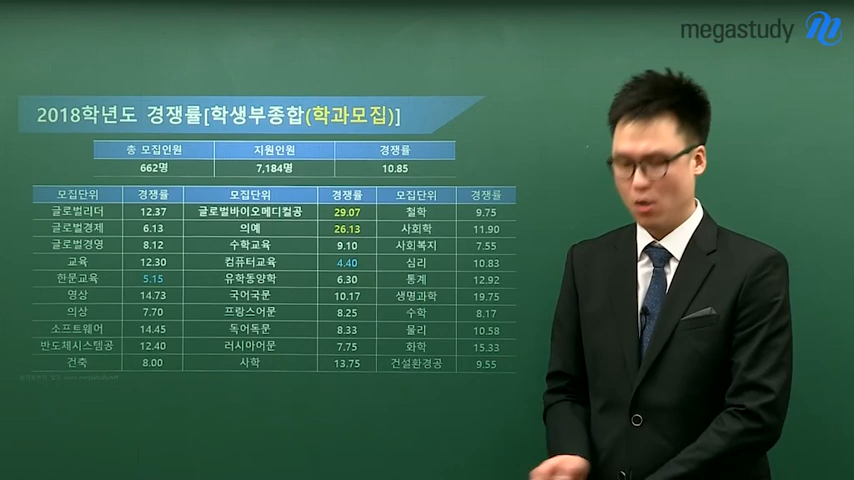 megastudy
2018학년도 경쟁률[학생부종합(학과모집)]
총 모집인원 지원인원 경쟁률
662명 7,184명 10.85
모집단위 경쟁률 모집단위 경쟁률 모집단위 경쟁률
글로벌리더 12.37 글로벌바이오메디컬공 29.07 철학 9.75
글로벌경제 6.13 의예 26.13 사회학 11.90
글로벌경영 8.12 수학교육 9.10 사회복지 7.55
교육 12.30 컴퓨터교육 4.40 심리 10.83
한문교육 5.15 유학동양학 6.30 통계 12.92
영상 14.73 국어국문 10.17 생명과학 19.75
의상 7.70 프랑스어문 8.25 수학 8.17
소프트웨어 14.45 독어독문 8.33 물리 10.58
반도체시스템공 12.40 러시아어문 7.75 화학 15.33
건축 8.00 사학 13.75 건설환경공 9.55